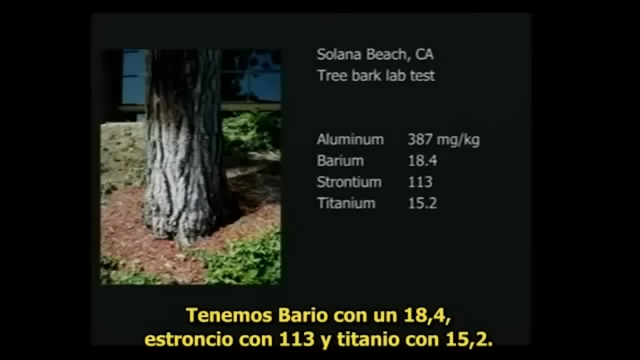 Solana Beach, CA
Tree bark lab test
Aluminum 387 mg/kg
Barium 18.4
Strontium 113
Titanium 15.2
Tenemos Bario con un 18,4,
estroncio con 113 y titanio con 15,2.